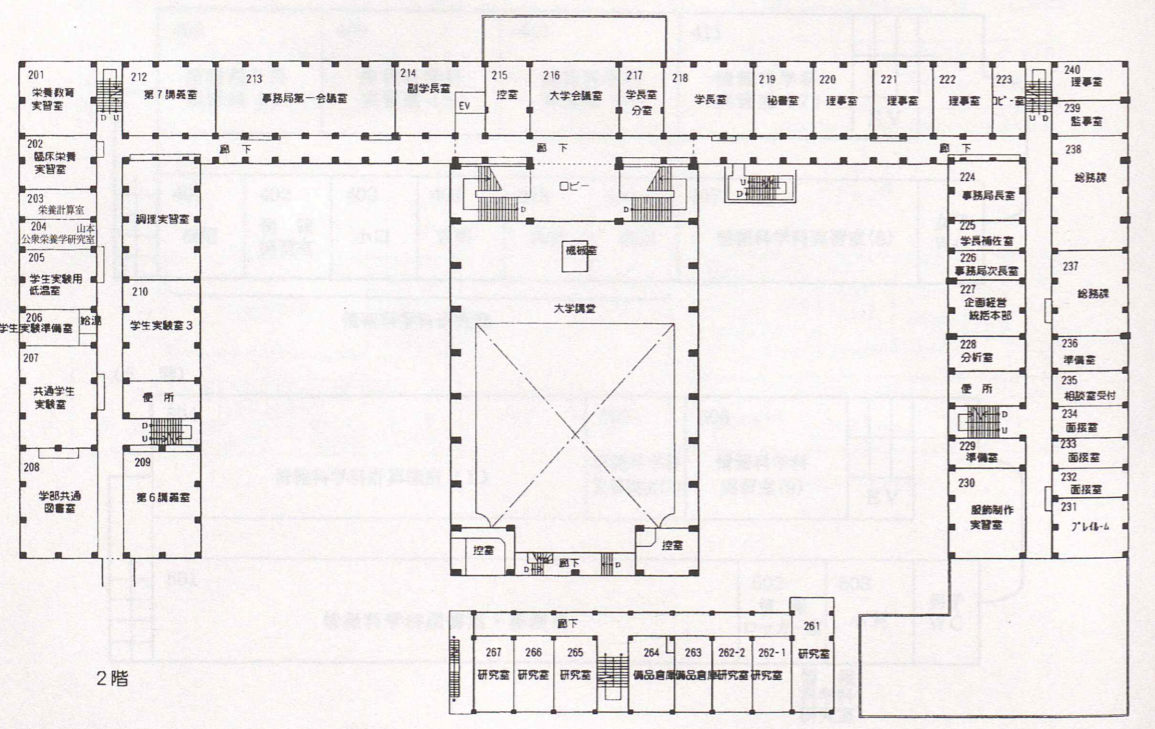 201
栄養教育
実習室
212
第7講義室
213
事務局第一会議室
214
副学長室
EV
215
控室
216
大学会議室
217
学長室
分室
218
学長室
219
秘書室
220
理事室
221
理事室
222
理事室
223
コピー室
240
理事室
239
監事室
D U
U D
202
臨床栄養
実習室
廊 下
廊 下
廊 下
238
総務課
203
栄養計算室
204 山本
公衆栄養学研究室
調理実習室
ロビー
D
D
D
224
事務局長室
225
学長補佐室
205
学生実験用
低温室
機械室
226
事務局次長室
237
総務課
206
学生実験準備室
給湯
210
学生実験室3
大学講堂
227
企画経営
統括本部
207
共通学生
実験室
228
分析室
236
準備室
便 所
便 所
235
相談室受付
D
U
D
U
234
面接室
208
学部共通
図書室
209
第6講義室
229
準備室
233
面接室
230
服飾制作
実習室
232
面接室
231
プレイルーム
控室
D
廊下
D
控室
廊下
261
研究室
267
研究室
266
研究室
265
研究室
264
備品倉庫
263
備品倉庫
262-2
研究室
262-1
研究室
2階